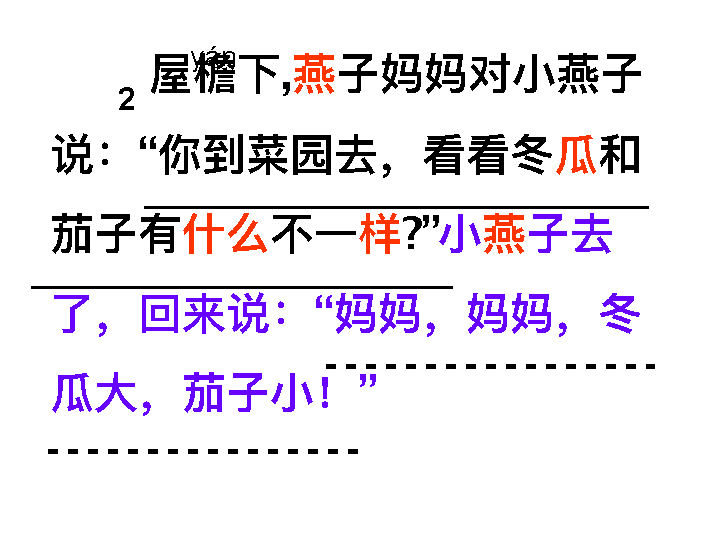 yán
2 屋檐下,燕子妈妈对小燕子
说：“你到菜园去，看看冬瓜和
茄子有什么不一样?”小燕子去
了，回来说：“妈妈，妈妈，冬
瓜大，茄子小！”